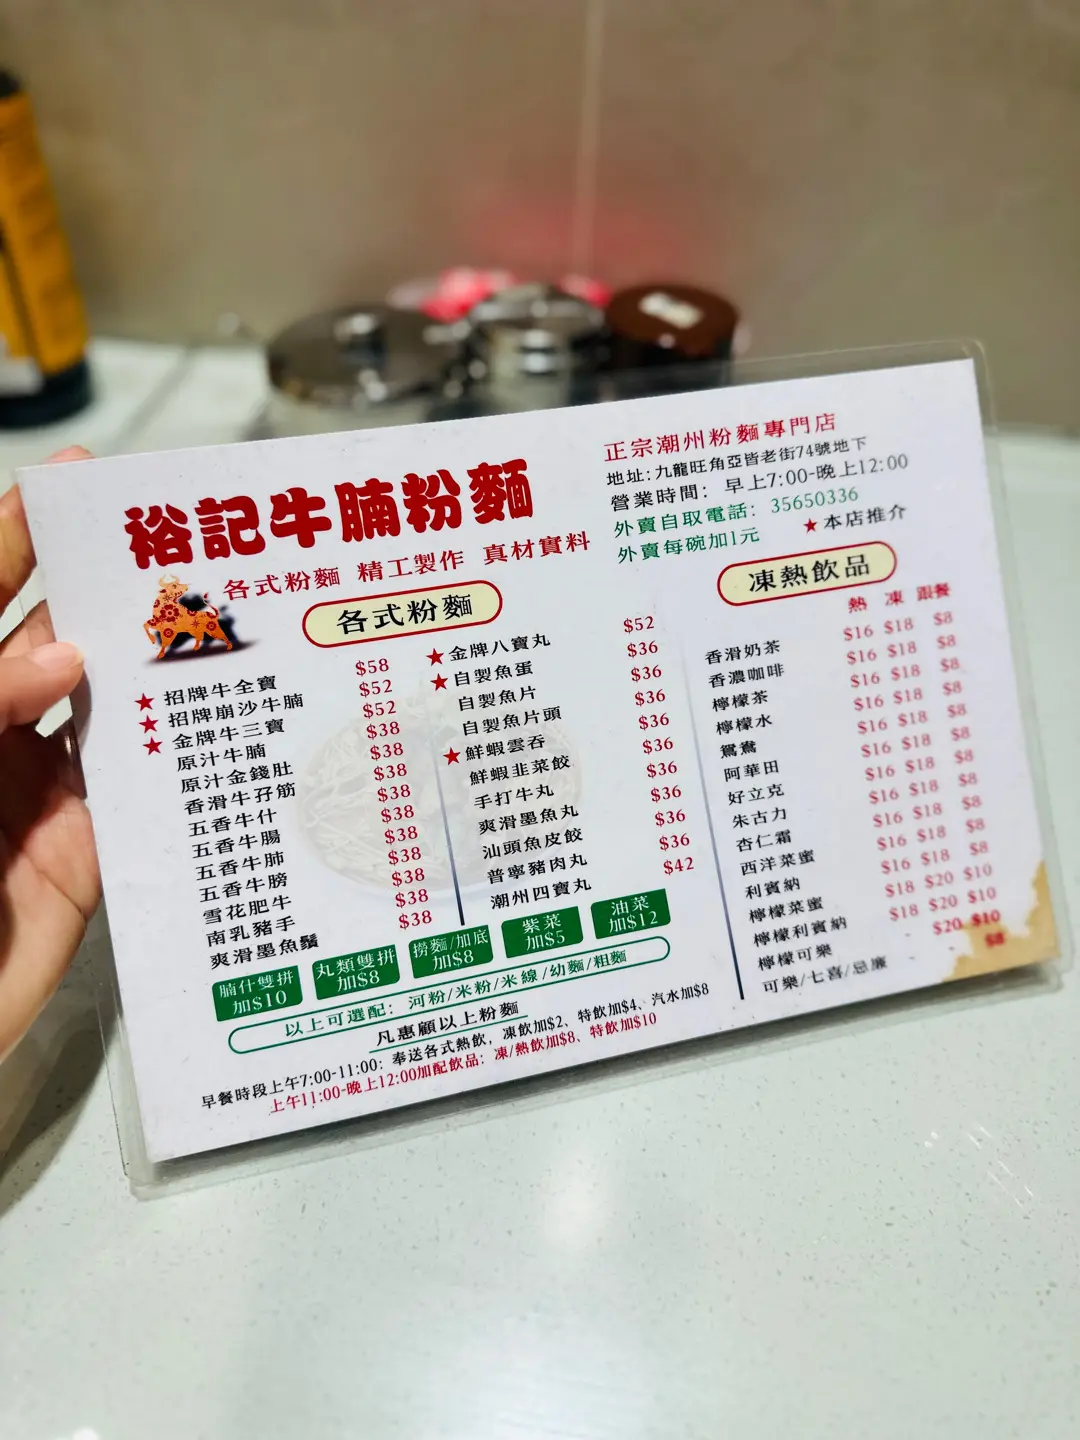 裕記牛腩粉麵
各式粉麵 精工製作 真材實料
正宗潮州粉麵專門店
地址:九龍旺角亞皆老街74號地下
營業時間: 早上7:00-晚上12:00
外賣自取電話: 35650336
外賣每碗加1元 ★本店推介
各式粉麵
★ 招牌牛全寶 $58
★ 招牌崩沙牛腩 $52
★ 金牌牛三寶 $52
原汁牛腩 $38
原汁金錢肚 $38
香滑牛孖筋 $38
五香牛什 $38
五香牛腸 $38
五香牛肺 $38
五香牛膀 $38
雪花肥牛 $38
南乳豬手 $38
爽滑墨魚鬚 $38
★ 金牌八寶丸 $52
★ 自製魚蛋 $36
自製魚片 $36
自製魚片頭 $36
★ 鮮蝦雲吞 $36
鮮蝦韭菜餃 $36
手打牛丸 $36
爽滑墨魚丸 $36
汕頭魚皮餃 $36
普寧豬肉丸 $36
潮州四寶丸 $42
腩什雙拼
加$10
丸類雙拼
加$8
撈麵/加底
加$8
紫菜
加$5
油菜
加$12
以上可選配: 河粉/米粉/米線/幼麵/粗麵
凡惠顧以上粉麵
早餐時段上午7:00-11:00: 奉送各式熱飲, 凍飲加$2、特飲加$4、汽水加$8
上午11:00-晚上12:00加配飲品: 凍/熱飲加$8、特飲加$10
凍熱飲品
熱 凍 跟餐
香滑奶茶 $16 $18 $8
香濃咖啡 $16 $18 $8
檸檬茶 $16 $18 $8
檸檬水 $16 $18 $8
鴛鴦 $16 $18 $8
阿華田 $16 $18 $8
好立克 $16 $18 $8
朱古力 $16 $18 $8
杏仁霜 $16 $18 $8
西洋菜蜜 $16 $18 $8
利賓納 $16 $18 $8
檸檬菜蜜 $18 $20 $10
檸檬利賓納 $18 $20 $10
檸檬可樂 - $20 $10
可樂/七喜/忌廉 - - $8